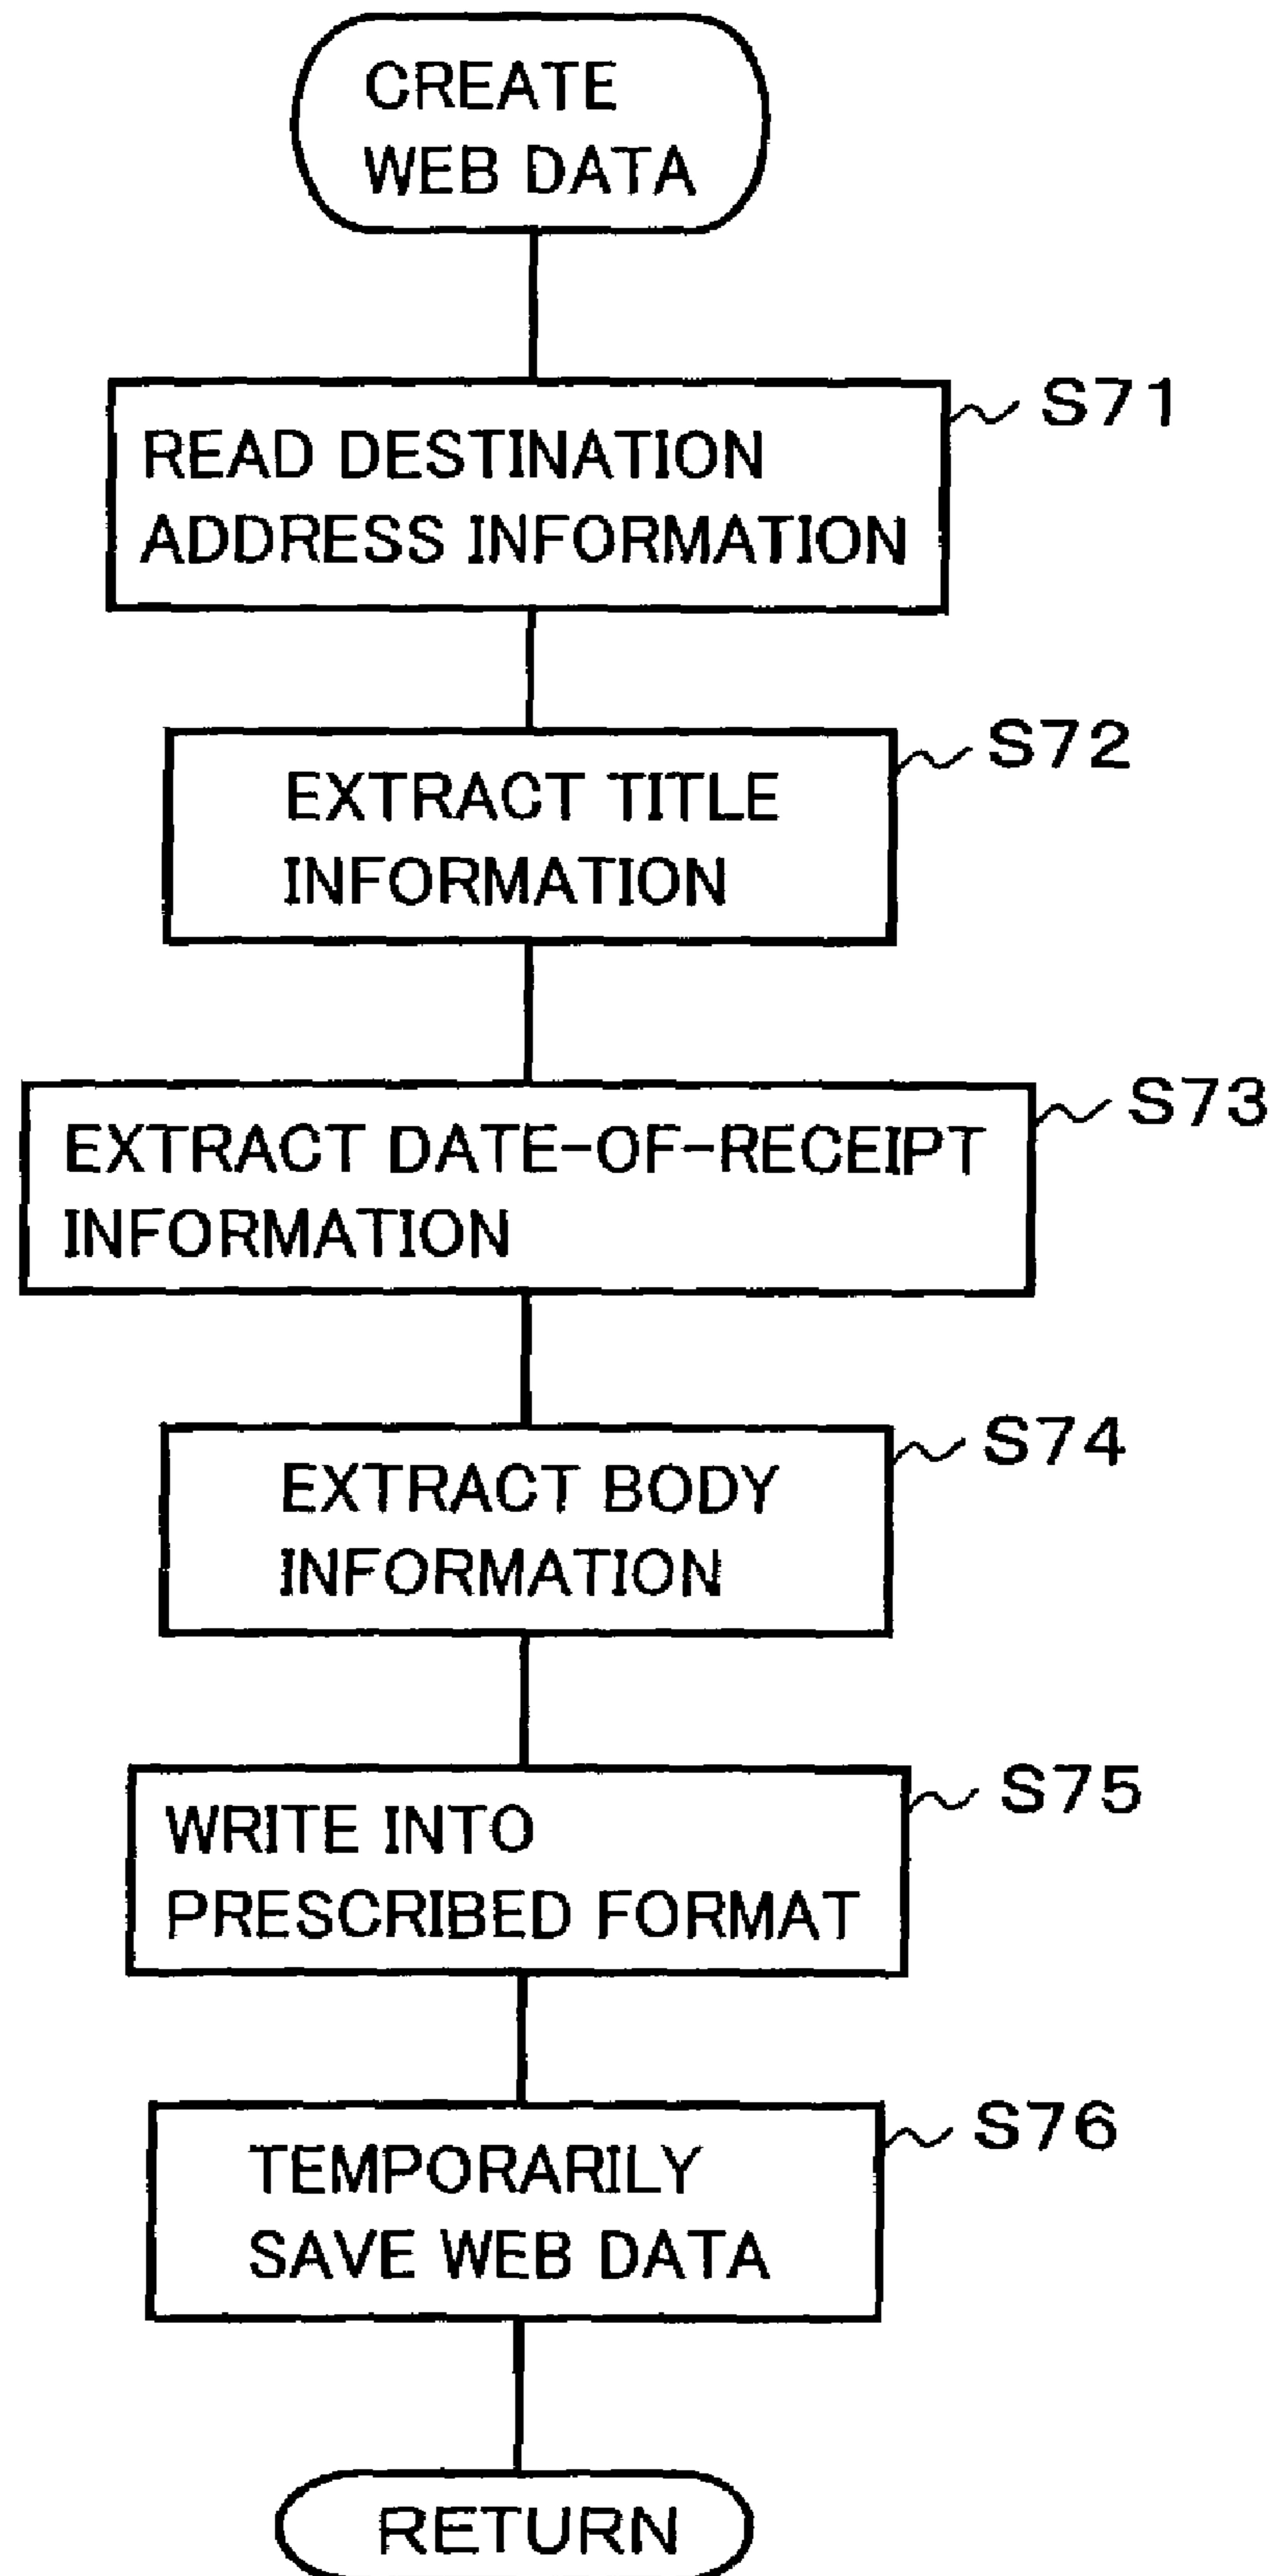 CREATE
WEB DATA
S71
READ DESTINATION
ADDRESS INFORMATION
S72
EXTRACT TITLE
INFORMATION
S73
EXTRACT DATE-OF-RECEIPT
INFORMATION
S74
EXTRACT BODY
INFORMATION
S75
WRITE INTO
PRESCRIBED FORMAT
S76
TEMPORARILY
SAVE WEB DATA
RETURN